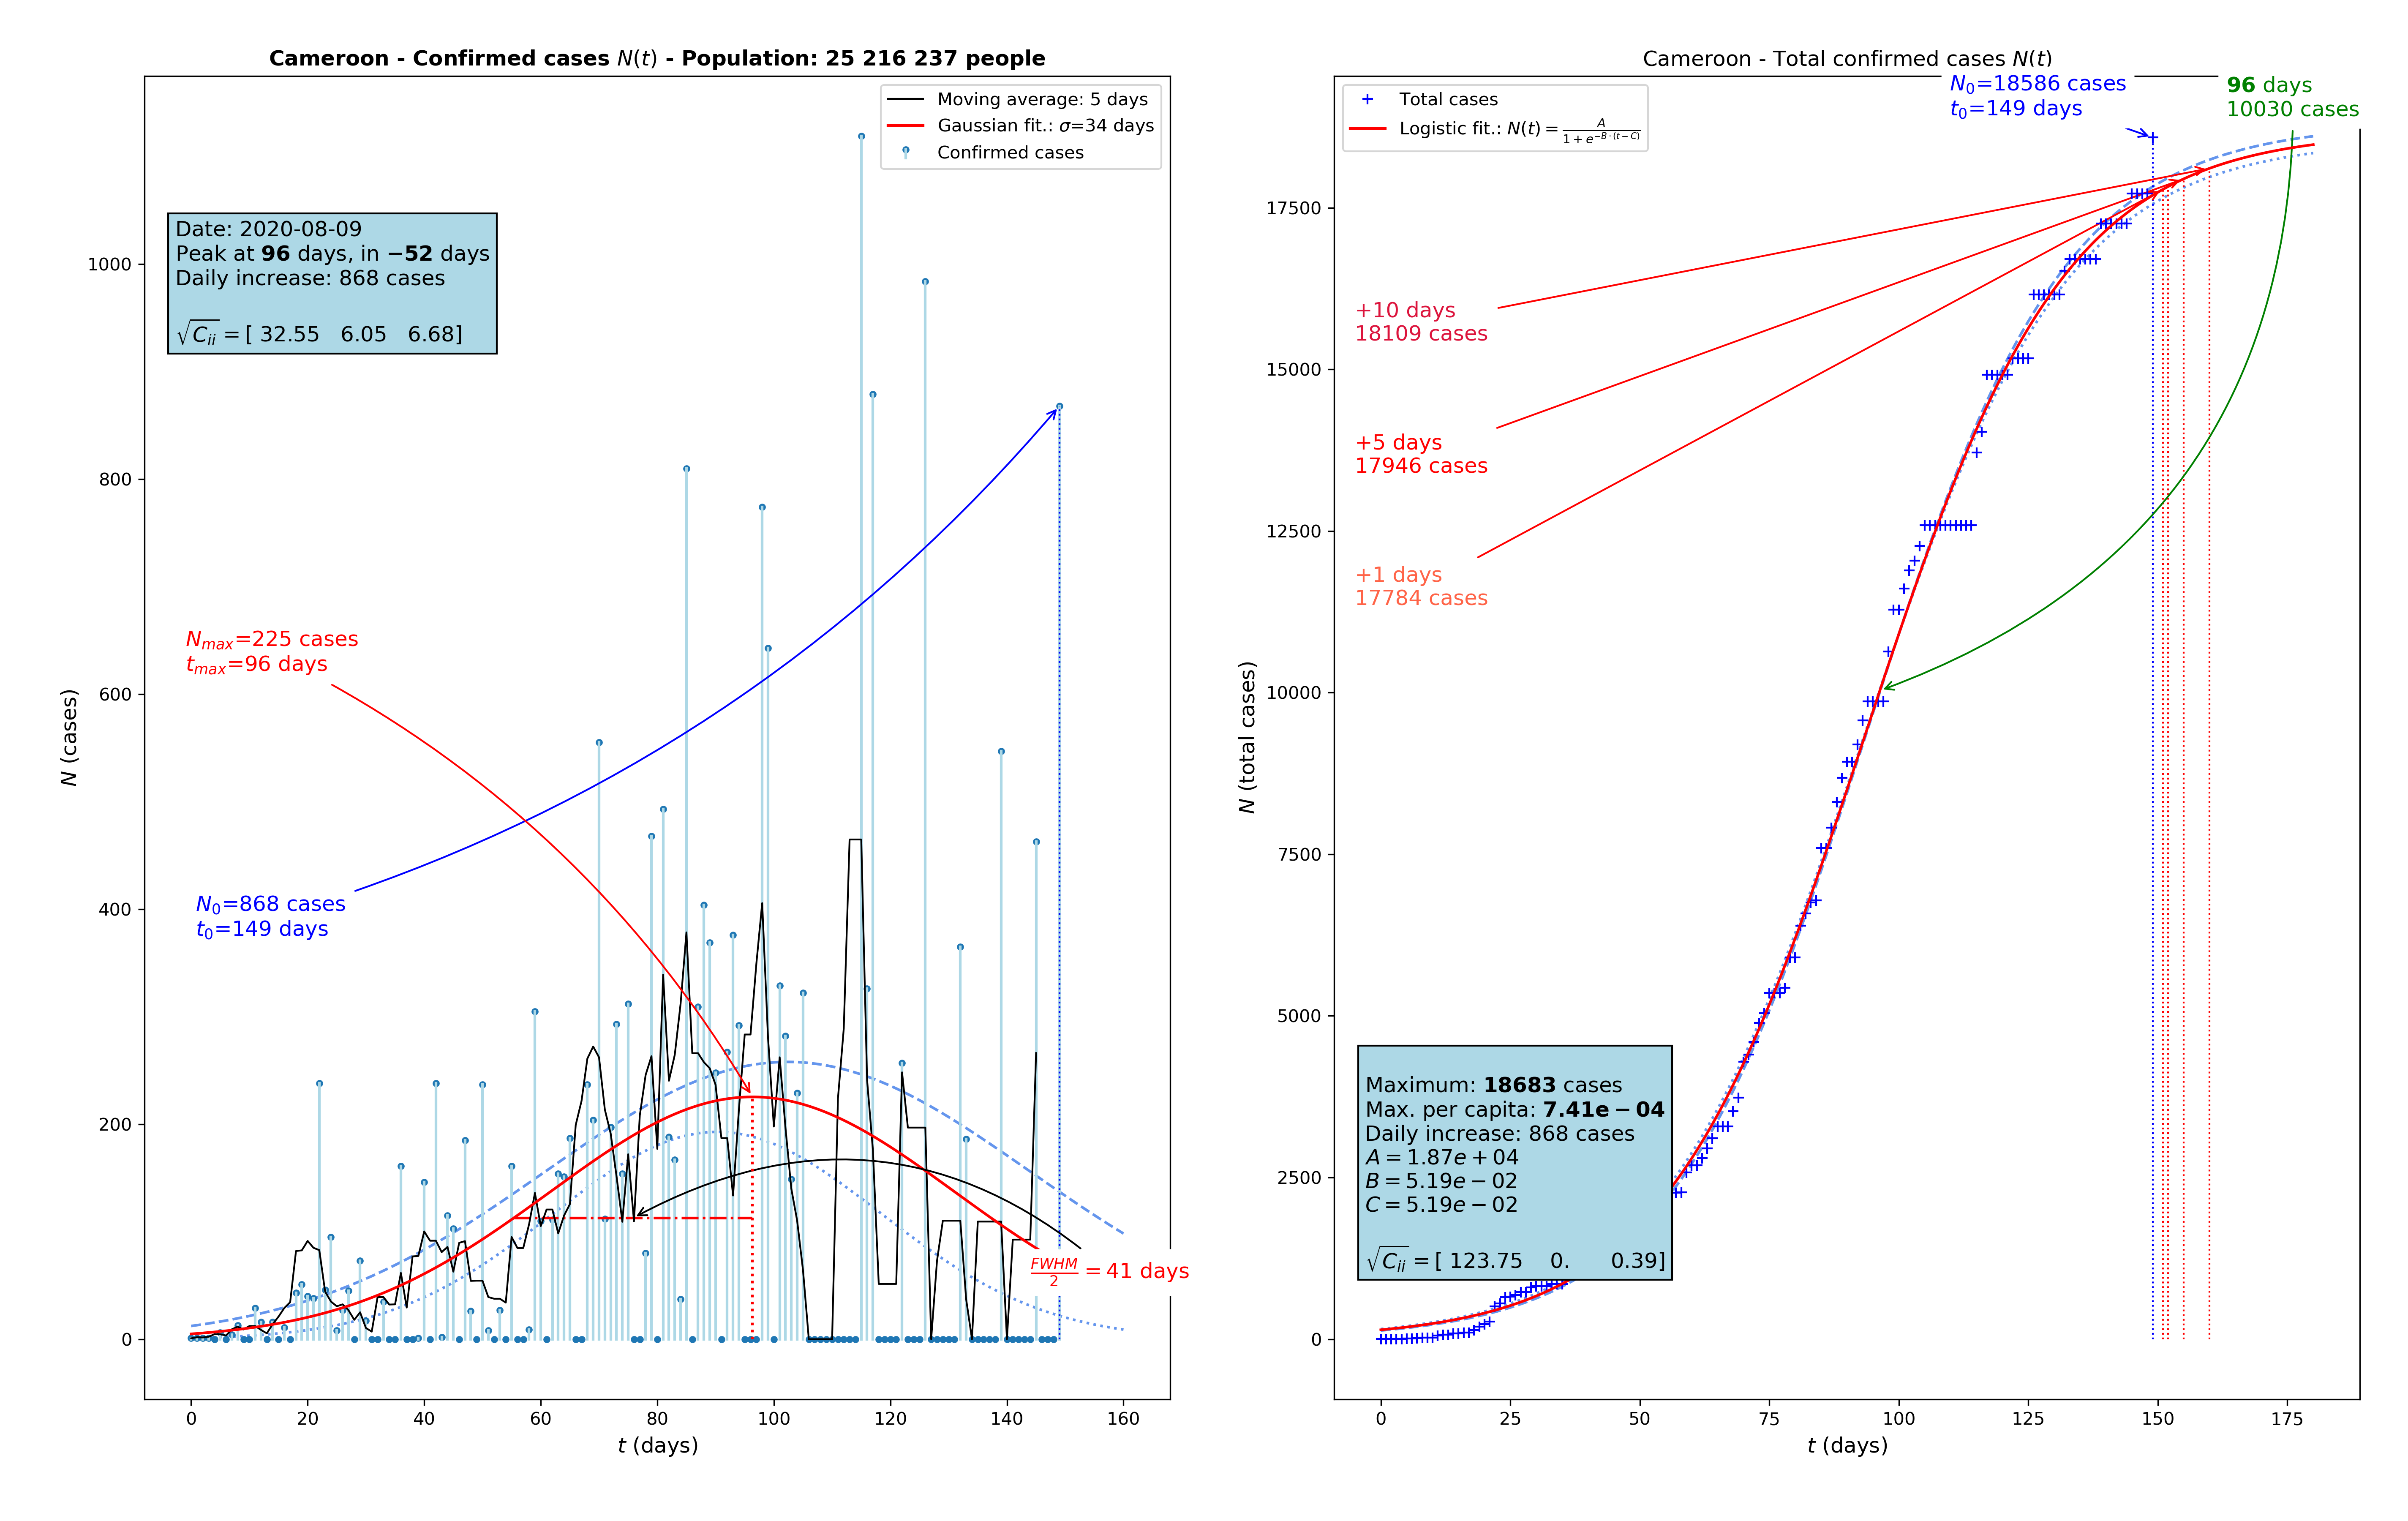 Cameroon - Confirmed cases N(t) - Population: 25 216 237 people
Moving average: 5 days
Gaussian fit.: σ=34 days
Confirmed cases
Date: 2020-08-09
Peak at 96 days, in −52 days
Daily increase: 868 cases
√C_ii = [ 32.55 6.05 6.68]
N_max=225 cases
t_max=96 days
N_0=868 cases
t_0=149 days
FWHM/2 = 41 days
N (cases)
1000
800
600
400
200
0
0 20 40 60 80 100 120 140 160
t (days)
Cameroon - Total confirmed cases N(t)
Total cases
Logistic fit.: N(t) = A/(1+e^{−B·(t−C)})
N_0=18586 cases
t_0=149 days
96 days
10030 cases
+10 days
18109 cases
+5 days
17946 cases
+1 days
17784 cases
Maximum: 18683 cases
Max. per capita: 7.41e−04
Daily increase: 868 cases
A = 1.87e + 04
B = 5.19e − 02
C = 5.19e − 02
√C_ii = [ 123.75 0. 0.39]
N (total cases)
17500
15000
12500
10000
7500
5000
2500
0
0 25 50 75 100 125 150 175
t (days)